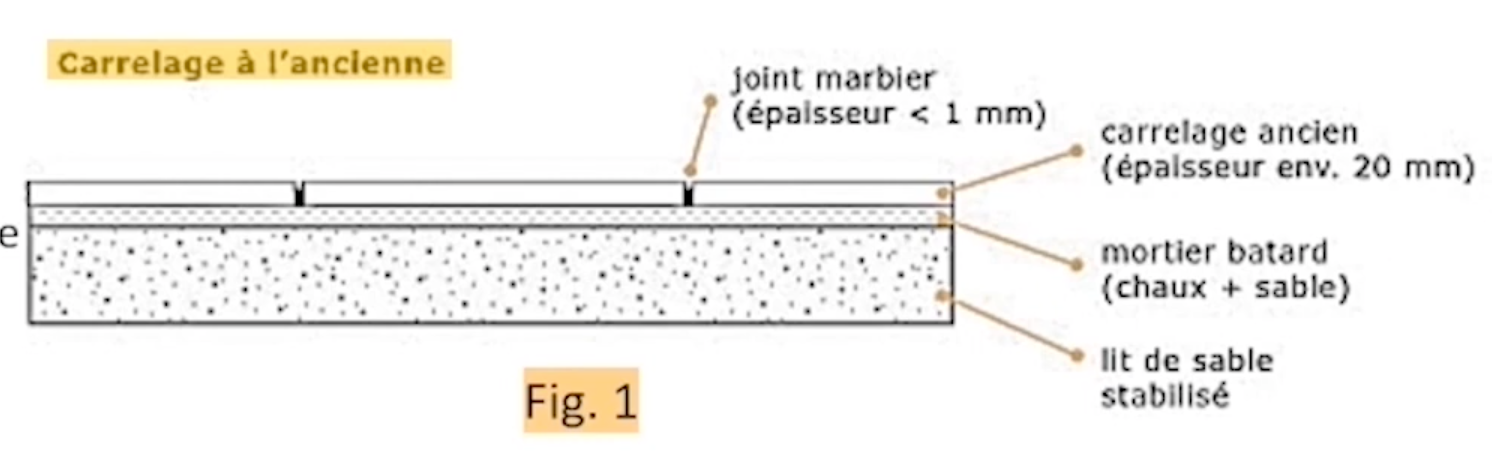 Carrelage à l'ancienne
joint marbier
(épaisseur < 1 mm)
carrelage ancien
(épaisseur env. 20 mm)
e
mortier batard
(chaux + sable)
lit de sable
stabilisé
Fig. 1